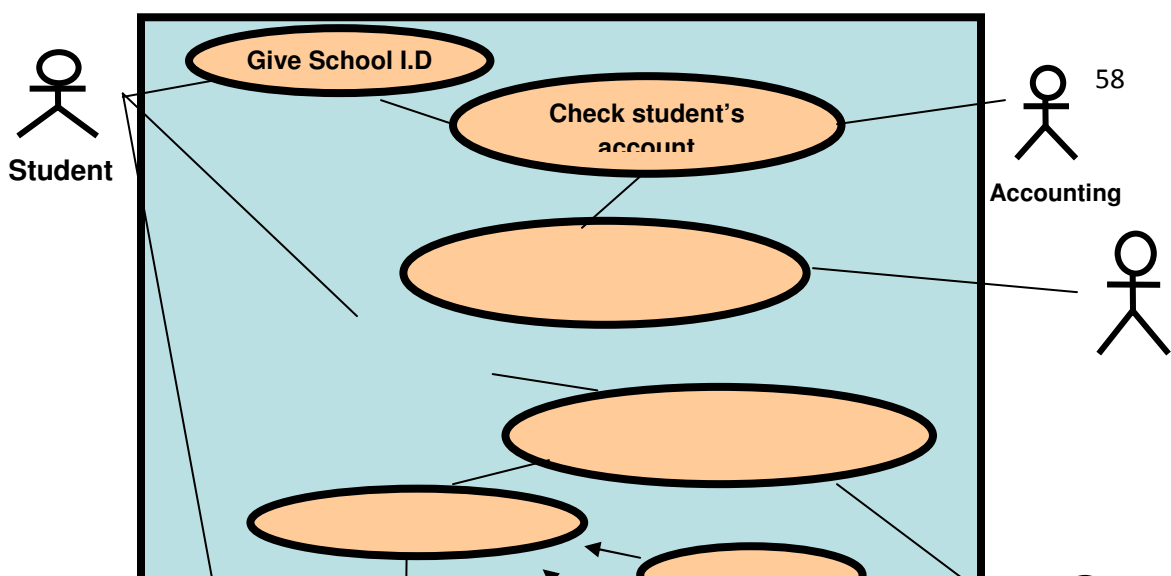 Give School I.D
58
Check student's
account
Student
Accounting